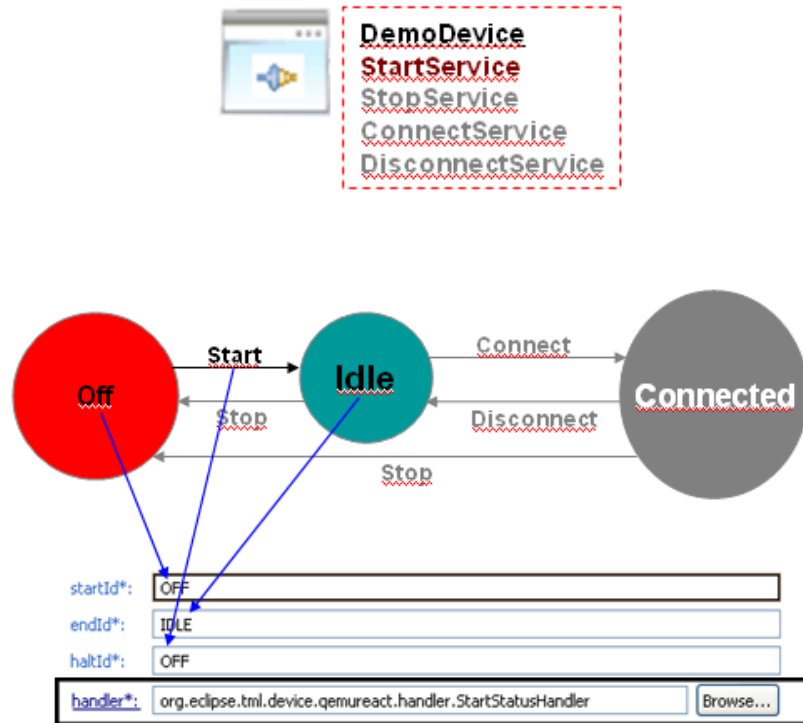 DemoDevice
StartService
StopService
ConnectService
DisconnectService
Start
Connect
Off
Idle
Connected
Stop
Disconnect
Stop
startId*: OFF
endId*: IDLE
haltId*: OFF
handler*: org.eclipse.tml.device.qemureact.handler.StartStatusHandler Browse...